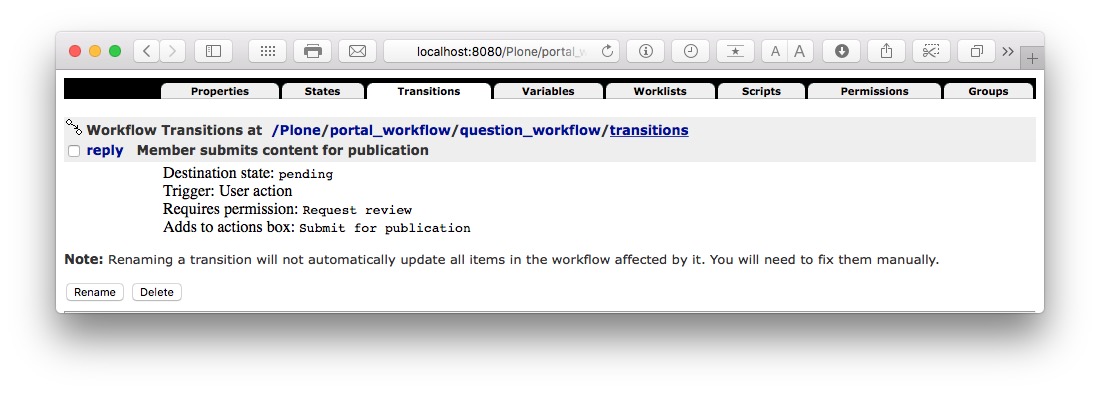 localhost:8080/Plone/portal_w
A A
Properties States Transitions Variables Worklists Scripts Permissions Groups
Workflow Transitions at /Plone/portal_workflow/question_workflow/transitions
reply Member submits content for publication
Destination state: pending
Trigger: User action
Requires permission: Request review
Adds to actions box: Submit for publication
Note: Renaming a transition will not automatically update all items in the workflow affected by it. You will need to fix them manually.
Rename Delete